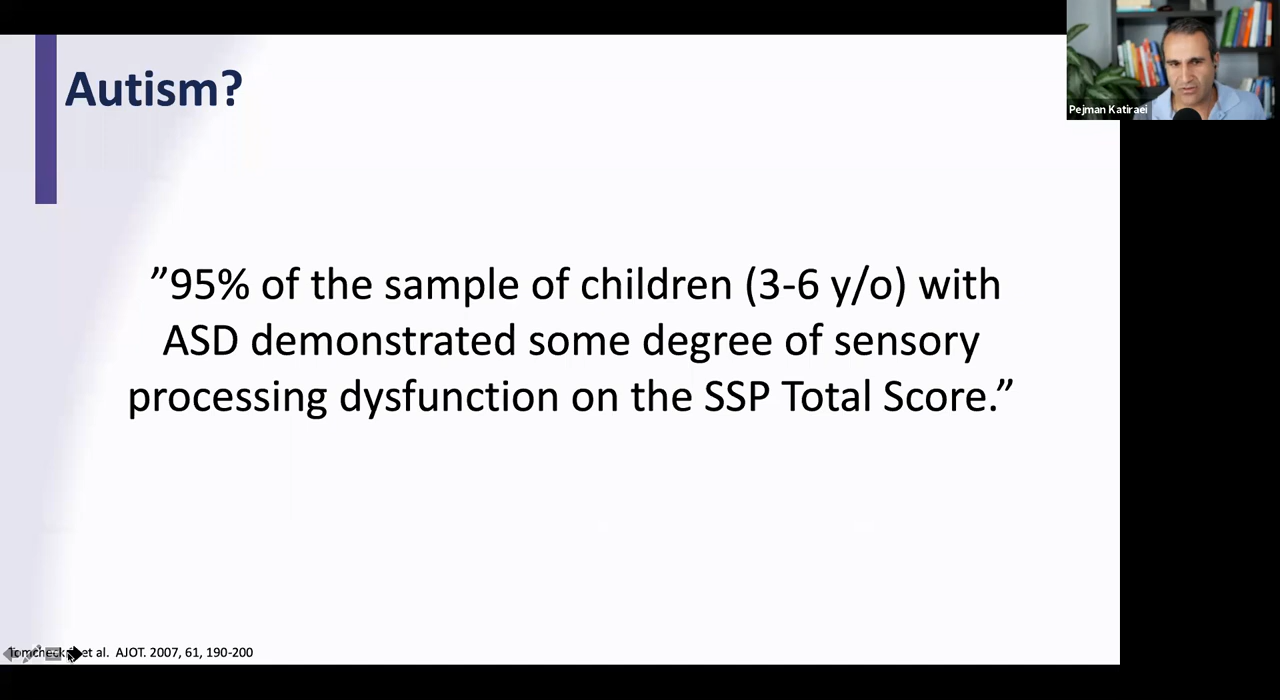 Autism?
Pejman Katiraei
”95% of the sample of children (3-6 y/o) with
ASD demonstrated some degree of sensory
processing dysfunction on the SSP Total Score.”
et al. AJOT. 2007, 61, 190-200